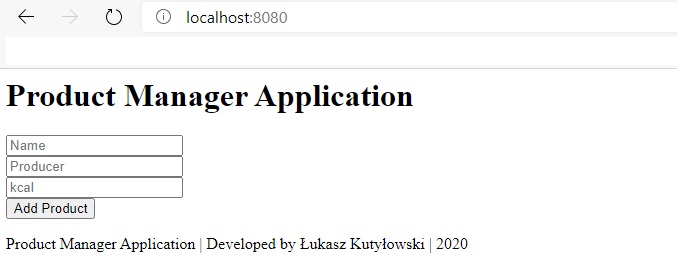 localhost:8080
Product Manager Application
Name
Producer
kcal
Add Product
Product Manager Application | Developed by Łukasz Kutyłowski | 2020